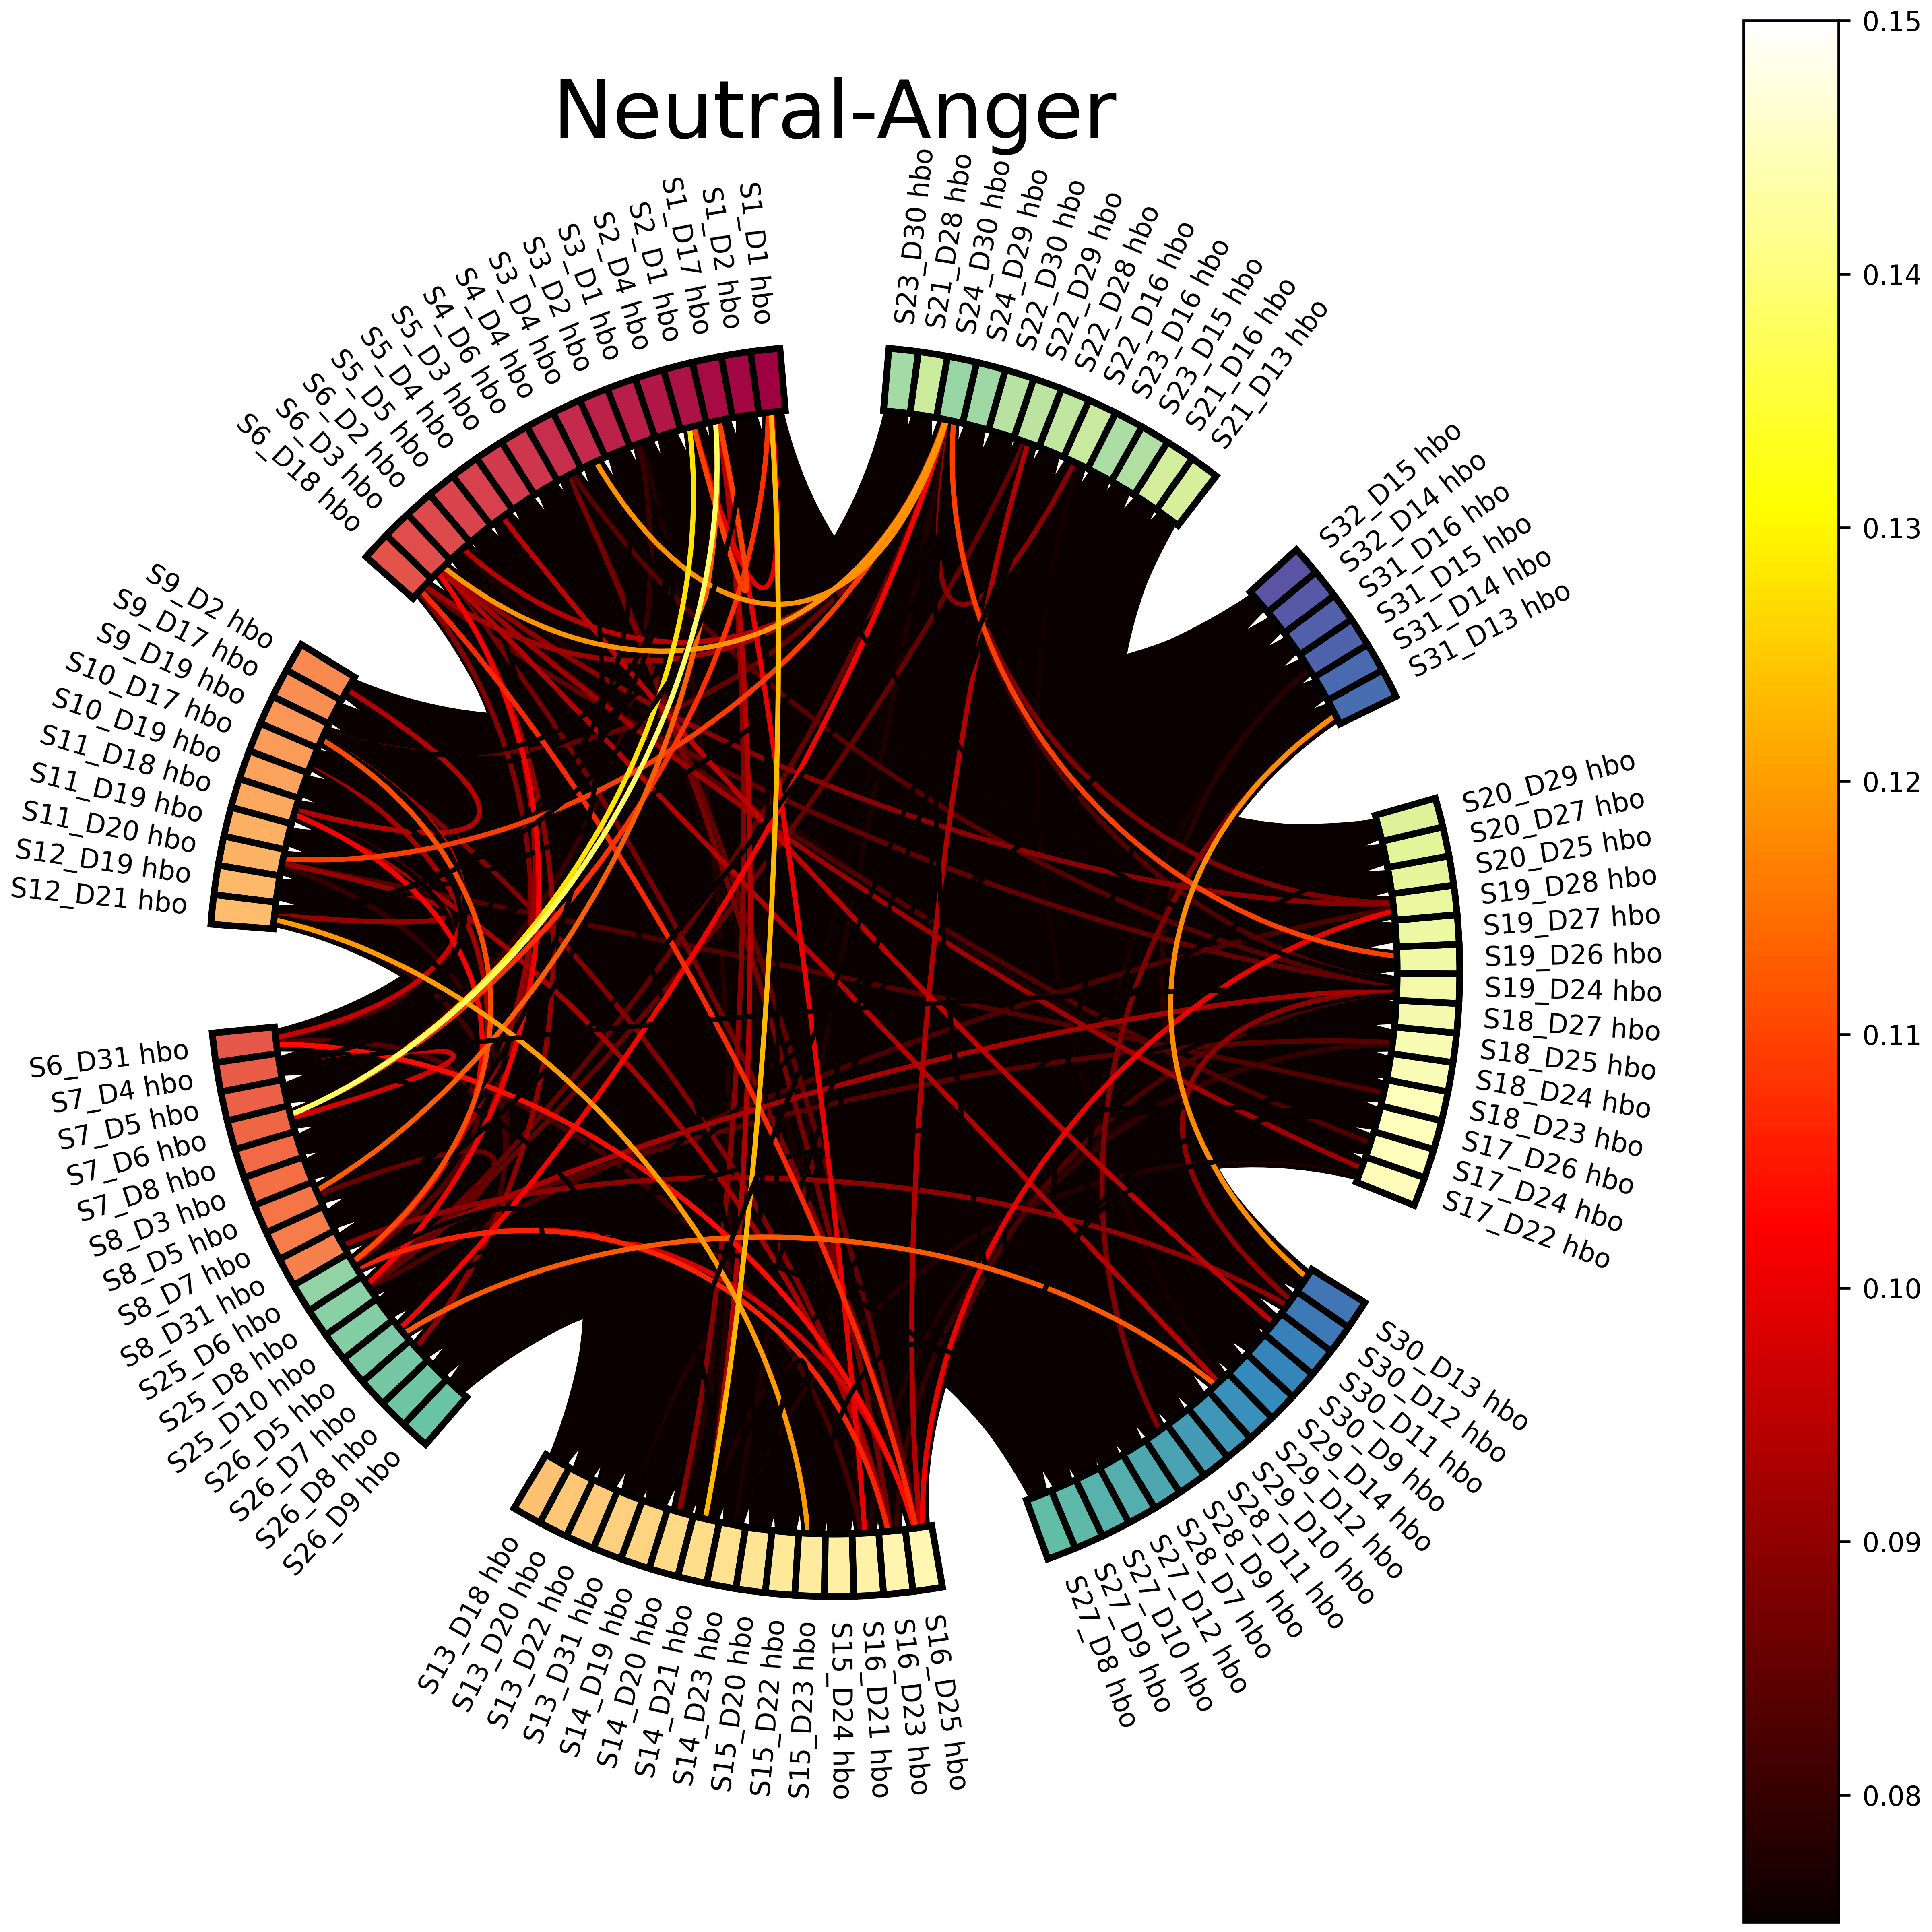 Neutral-Anger
S1_D1 hbo
S1_D2 hbo
S1_D17 hbo
S2_D1 hbo
S2_D4 hbo
S3_D1 hbo
S3_D2 hbo
S3_D4 hbo
S4_D4 hbo
S4_D6 hbo
S5_D3 hbo
S5_D4 hbo
S5_D5 hbo
S6_D2 hbo
S6_D3 hbo
S6_D18 hbo
S9_D2 hbo
S9_D17 hbo
S9_D19 hbo
S10_D17 hbo
S10_D19 hbo
S11_D18 hbo
S11_D19 hbo
S11_D20 hbo
S12_D19 hbo
S12_D21 hbo
S6_D31 hbo
S7_D4 hbo
S7_D5 hbo
S7_D6 hbo
S7_D8 hbo
S8_D3 hbo
S8_D5 hbo
S8_D7 hbo
S8_D31 hbo
S25_D6 hbo
S25_D8 hbo
S25_D10 hbo
S26_D5 hbo
S26_D7 hbo
S26_D8 hbo
S26_D9 hbo
S13_D18 hbo
S13_D20 hbo
S13_D22 hbo
S13_D31 hbo
S14_D19 hbo
S14_D20 hbo
S14_D21 hbo
S14_D23 hbo
S15_D20 hbo
S15_D22 hbo
S15_D23 hbo
S15_D24 hbo
S16_D21 hbo
S16_D23 hbo
S16_D25 hbo
S27_D8 hbo
S27_D9 hbo
S27_D10 hbo
S27_D12 hbo
S28_D7 hbo
S28_D9 hbo
S28_D11 hbo
S29_D10 hbo
S29_D12 hbo
S29_D14 hbo
S30_D9 hbo
S30_D11 hbo
S30_D12 hbo
S30_D13 hbo
S17_D22 hbo
S17_D24 hbo
S17_D26 hbo
S18_D23 hbo
S18_D24 hbo
S18_D25 hbo
S18_D27 hbo
S19_D24 hbo
S19_D26 hbo
S19_D27 hbo
S19_D28 hbo
S20_D25 hbo
S20_D27 hbo
S20_D29 hbo
S31_D13 hbo
S31_D14 hbo
S31_D15 hbo
S31_D16 hbo
S32_D14 hbo
S32_D15 hbo
S21_D13 hbo
S21_D16 hbo
S23_D15 hbo
S23_D16 hbo
S22_D16 hbo
S22_D28 hbo
S22_D29 hbo
S22_D30 hbo
S24_D29 hbo
S24_D30 hbo
S21_D28 hbo
S23_D30 hbo
0.15
0.14
0.13
0.12
0.11
0.10
0.09
0.08